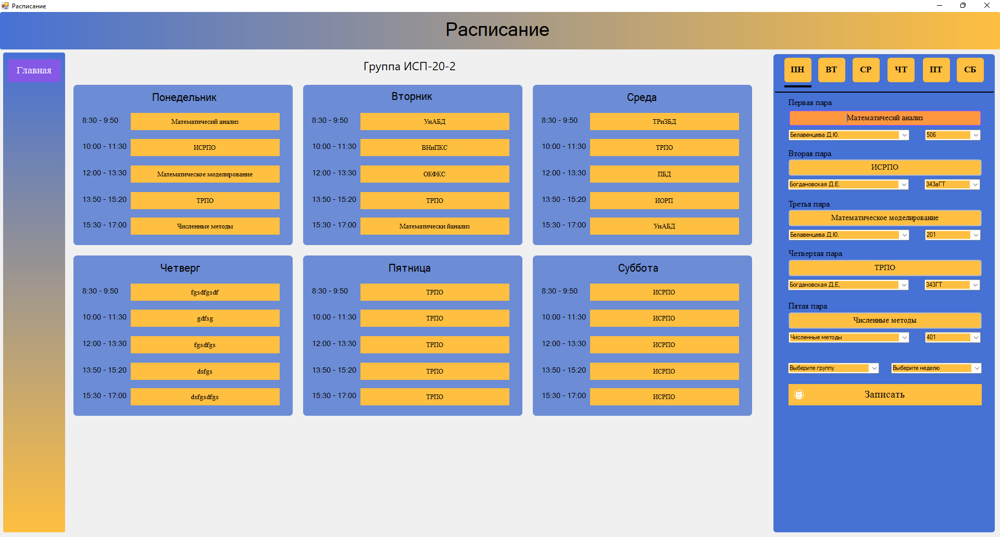 Расписание
Расписание
Главная
Группа ИСП-20-2
Понедельник
8:30 - 9:50 Математичесий анализ
10:00 - 11:30 ИСРПО
12:00 - 13:30 Математическое моделирование
13:50 - 15:20 ТРПО
15:30 - 17:00 Численные методы
Вторник
8:30 - 9:50 УиАБД
10:00 - 11:30 ВНиПКС
12:00 - 13:30 ОКФКС
13:50 - 15:20 ТРПО
15:30 - 17:00 Математически йанализ
Среда
8:30 - 9:50 ТРиЗБД
10:00 - 11:30 ТРПО
12:00 - 13:30 ПБД
13:50 - 15:20 ИОРП
15:30 - 17:00 УиАБД
Четверг
8:30 - 9:50 fgsdfgsdf
10:00 - 11:30 gdfsg
12:00 - 13:30 fgsdfgs
13:50 - 15:20 dsfgs
15:30 - 17:00 dsfgsdfgs
Пятница
8:30 - 9:50 ТРПО
10:00 - 11:30 ТРПО
12:00 - 13:30 ТРПО
13:50 - 15:20 ТРПО
15:30 - 17:00 ТРПО
Суббота
8:30 - 9:50 ИСРПО
10:00 - 11:30 ИСРПО
12:00 - 13:30 ИСРПО
13:50 - 15:20 ИСРПО
15:30 - 17:00 ИСРПО
ПН ВТ СР ЧТ ПТ СБ
Первая пара
Математичесий анализ
Белавенцева Д.Ю. 506
Вторая пара
ИСРПО
Богдановская Д.Е. 343аГТ
Третья пара
Математическое моделирование
Белавенцева Д.Ю. 201
Четвертая пара
ТРПО
Богдановская Д,Е, 343ГТ
Пятая пара
Численные методы
Численные методы 401
Выберите группу Выберите неделю
Записать